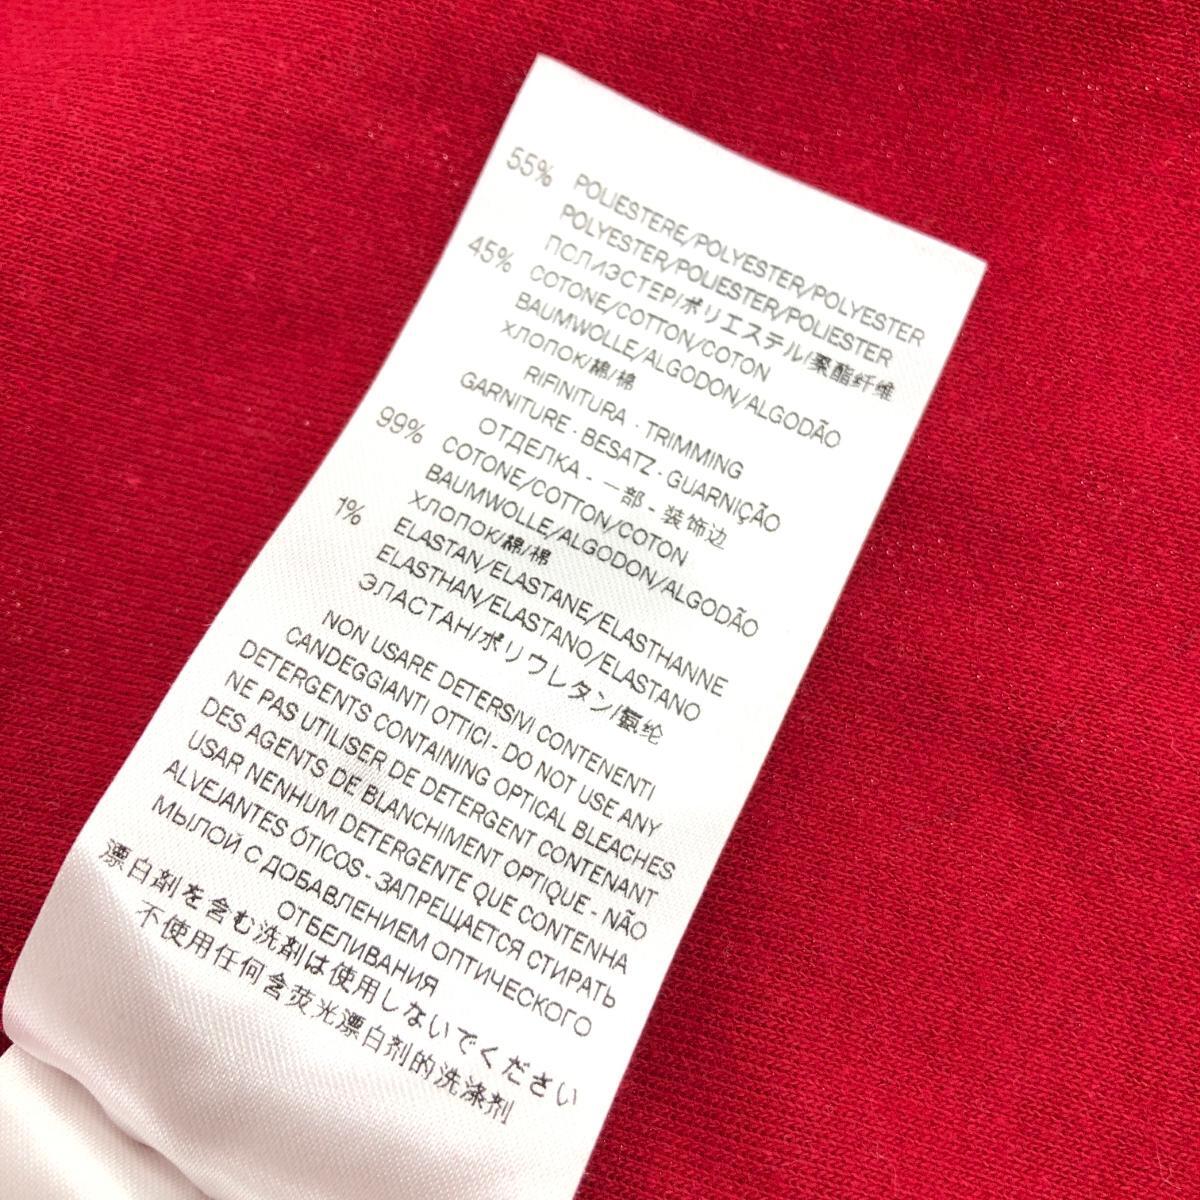 55% POLIESTERE/POLYESTER/POLYESTER
POLYESTER/POLIESTER/POLIESTER
ПСЛИЭСТЕР/ポリエステル/聚酯纤维
45% COTONE/COTTON/COTON
BAUMWOLLE/ALGODON/ALGODÃO
ХЛОПОК/綿/棉
RIFINITURA - TRIMMING
GARNITURE - BESATZ - GUARNIÇÃO
ОТДЕЛКА - 一部 - 装饰边
99% COTONE/COTTON/COTON
BAUMWOLLE/ALGODON/ALGODÃO
ХЛОПОК/綿/棉
1% ELASTAN/ELASTANE/ELASTHANNE
ELASTHAN/ELASTANO/ELASTANO
ЭЛАСТАН/ポリウレタン/氨纶
NON USARE DETERSIVI CONTENENTI
CANDEGGIANTI OTTICI - DO NOT USE ANY
DETERGENTS CONTAINING OPTICAL BLEACHES
NE PAS UTILISER DE DETERGENT CONTENANT
DES AGENTS DE BLANCHIMENT OPTIQUE - NÃO
USAR NENHUM DETERGENTE QUE CONTENHA
ALVEJANTES ÓTICOS - ЗАПРЕЩАЕТСЯ СТИРАТЬ
МЫЛОЙ С ДОБАВЛЕНИЕМ ОПТИЧЕСКОГО
ОТБЕЛИВАНИЯ
漂白剤を含む洗剤は使用しないでください
不使用任何含荧光漂白剂的洗涤剂